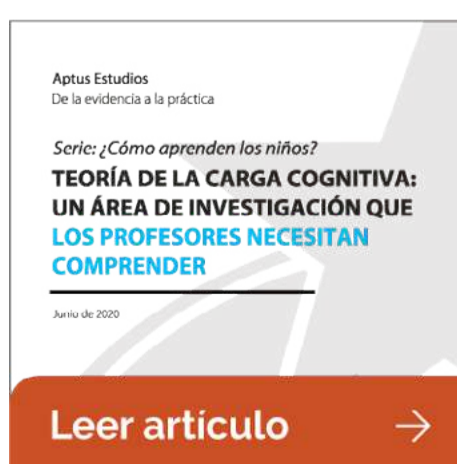 Aptus Estudios
De la evidencia a la práctica
Serie: ¿Cómo aprenden los niños?
TEORÍA DE LA CARGA COGNITIVA:
UN ÁREA DE INVESTIGACIÓN QUE
LOS PROFESORES NECESITAN
COMPRENDER
Junio de 2020
Leer artículo